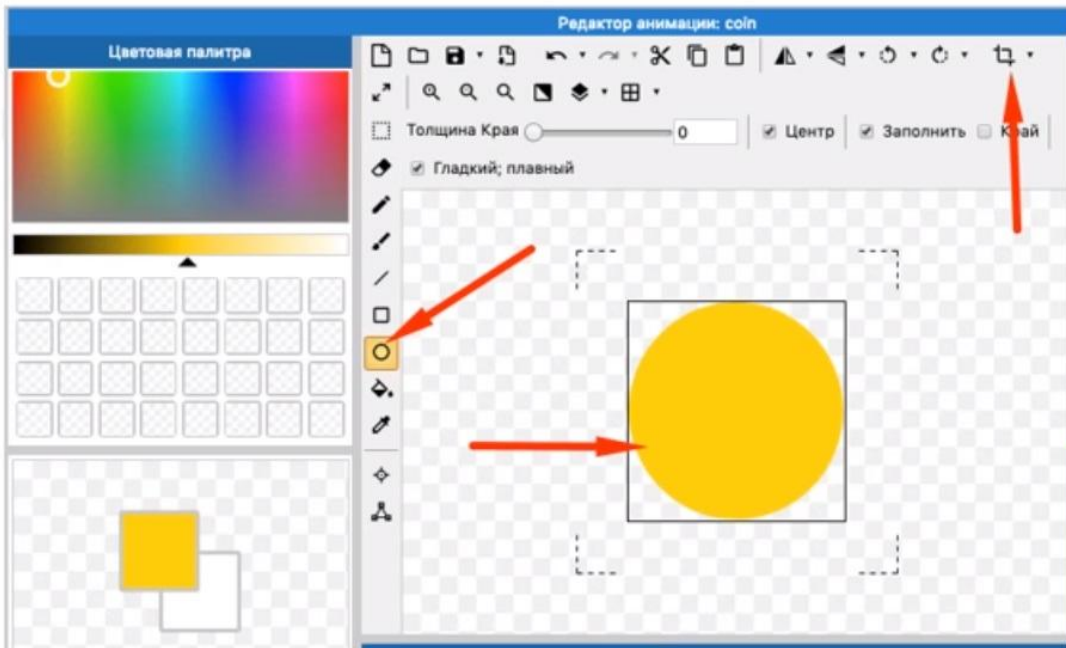 Редактор анимации: coin
Цветовая палитра
Толщина Края 0 Центр Заполнить Край
Гладкий; плавный